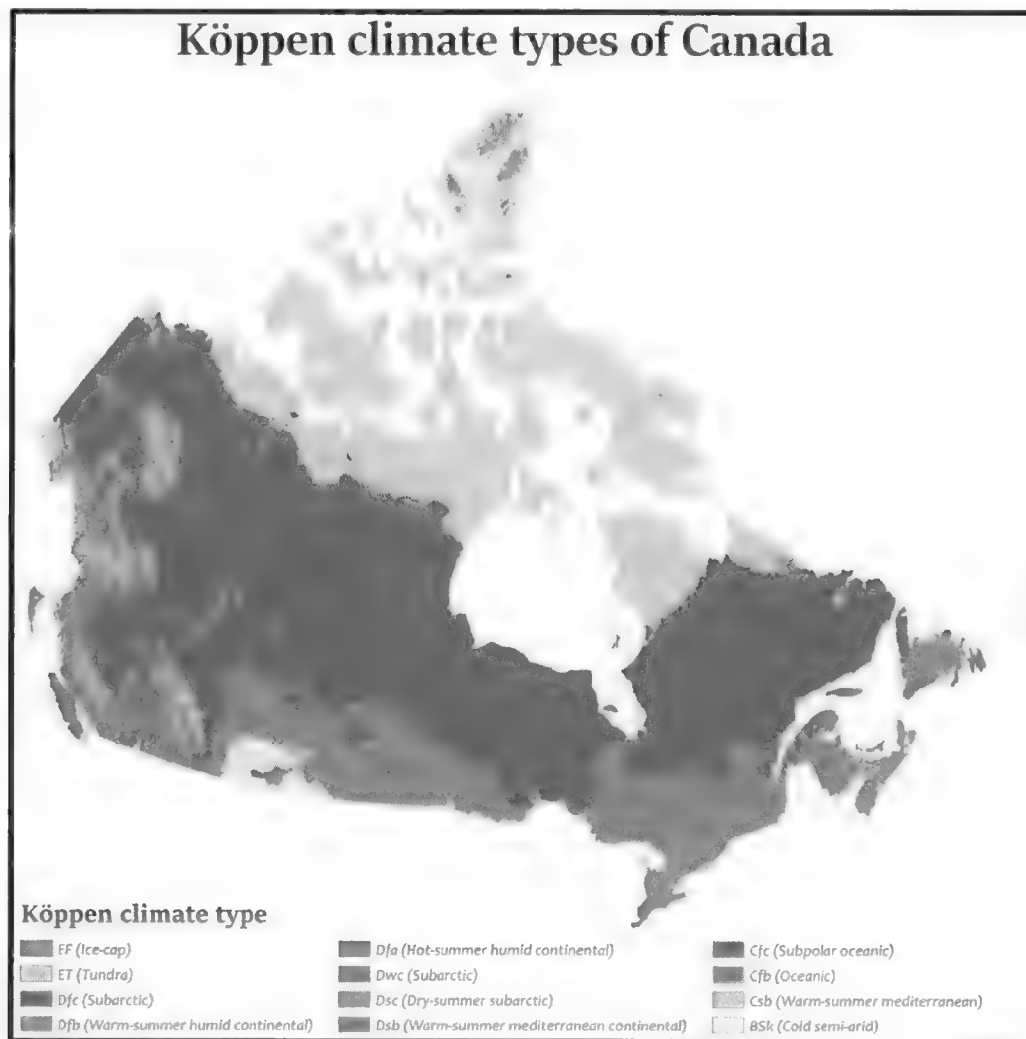 Köppen climate types of Canada
Köppen climate type
EF (Ice-cap)
ET (Tundra)
Dfc (Subarctic)
Dfb (Warm-summer humid continental)
Dfa (Hot-summer humid continental)
Dwc (Subarctic)
Dsc (Dry-summer subarctic)
Dsb (Warm-summer mediterranean continental)
Cfc (Subpolar oceanic)
Cfb (Oceanic)
Csb (Warm-summer mediterranean)
BSk (Cold semi-arid)